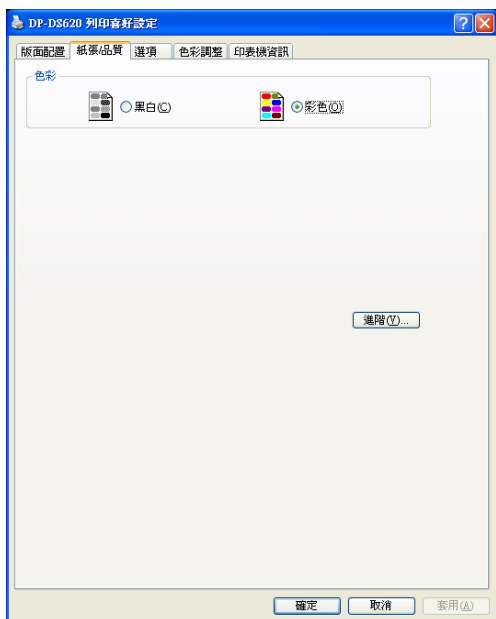 DP-DS620 列印喜好設定
版面配置 紙張/品質 選項 色彩調整 印表機資訊
色彩
黑白(C) 彩色(O)
進階(V)...
確定 取消 套用(A)